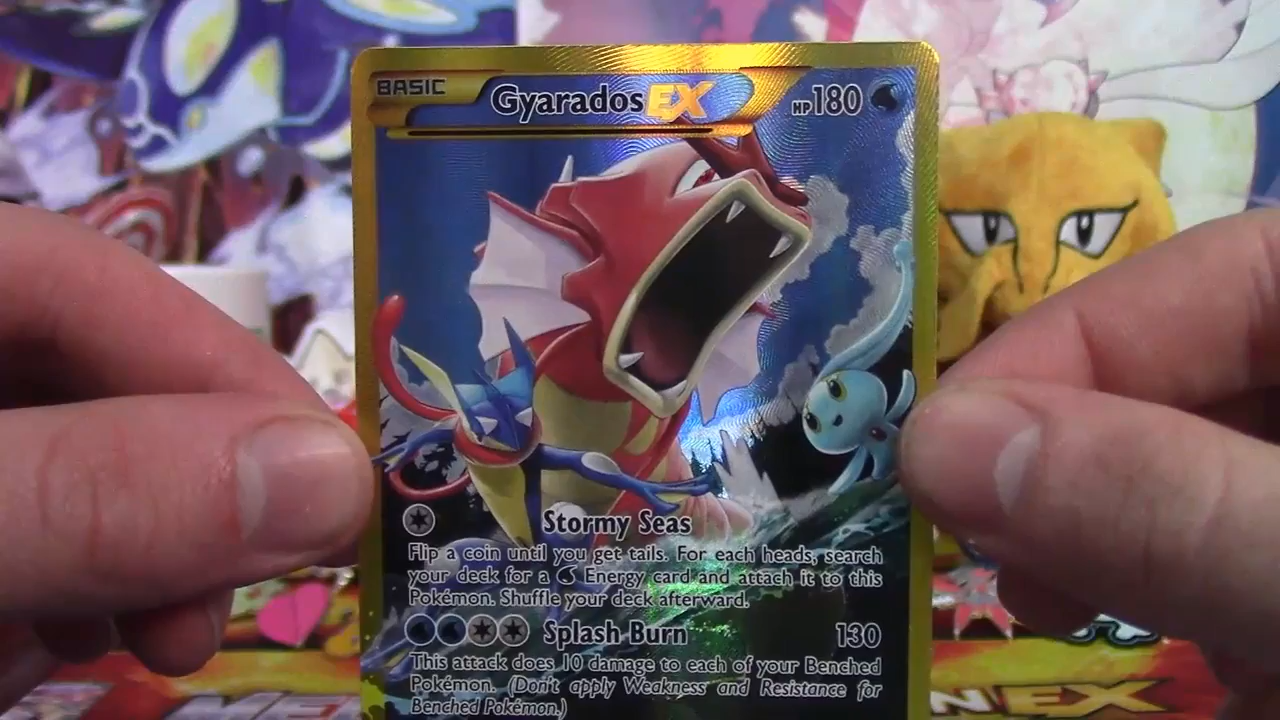 BASIC Gyarados EX HP180
Stormy Seas
Flip a coin until you get tails. For each heads, search
your deck for a Energy card and attach it to this
Pokémon. Shuffle your deck afterward.
Splash Burn 130
This attack does 10 damage to each of your Benched
Pokémon. (Don't apply Weakness and Resistance for
Benched Pokémon.)
EX